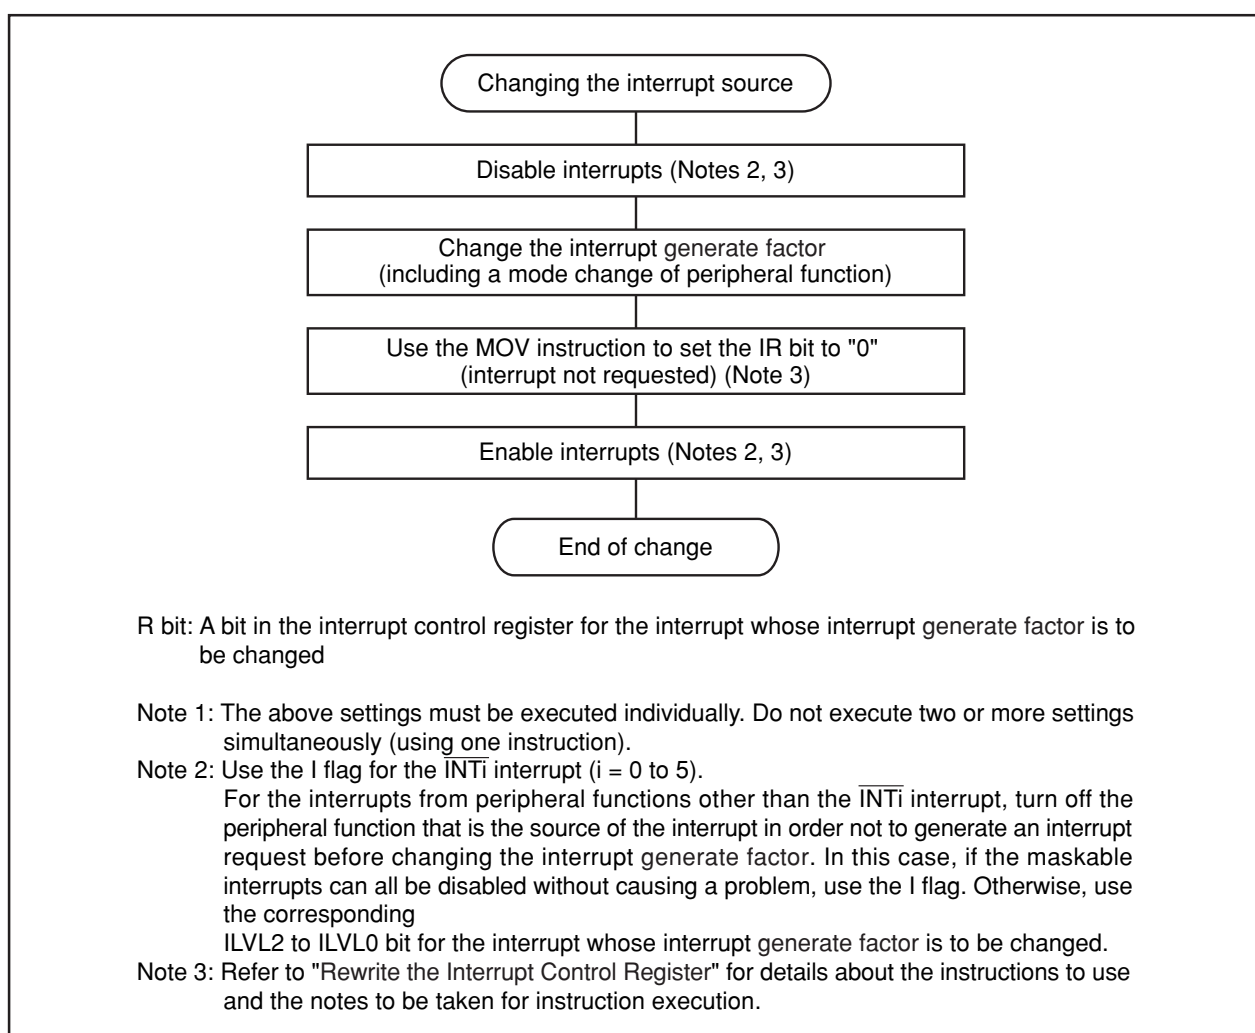 Changing the interrupt source
Disable interrupts (Notes 2, 3)
Change the interrupt generate factor
(including a mode change of peripheral function)
Use the MOV instruction to set the IR bit to "0"
(interrupt not requested) (Note 3)
Enable interrupts (Notes 2, 3)
End of change
R bit: A bit in the interrupt control register for the interrupt whose interrupt generate factor is to
be changed
Note 1: The above settings must be executed individually. Do not execute two or more settings
simultaneously (using one instruction).
Note 2: Use the I flag for the I̅N̅T̅i̅ interrupt (i = 0 to 5).
For the interrupts from peripheral functions other than the I̅N̅T̅i̅ interrupt, turn off the
peripheral function that is the source of the interrupt in order not to generate an interrupt
request before changing the interrupt generate factor. In this case, if the maskable
interrupts can all be disabled without causing a problem, use the I flag. Otherwise, use
the corresponding
ILVL2 to ILVL0 bit for the interrupt whose interrupt generate factor is to be changed.
Note 3: Refer to "Rewrite the Interrupt Control Register" for details about the instructions to use
and the notes to be taken for instruction execution.